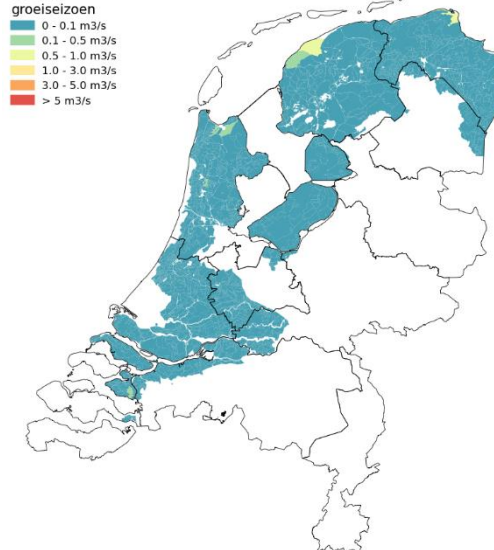 groeiseizoen
0 - 0.1 m3/s
0.1 - 0.5 m3/s
0.5 - 1.0 m3/s
1.0 - 3.0 m3/s
3.0 - 5.0 m3/s
> 5 m3/s